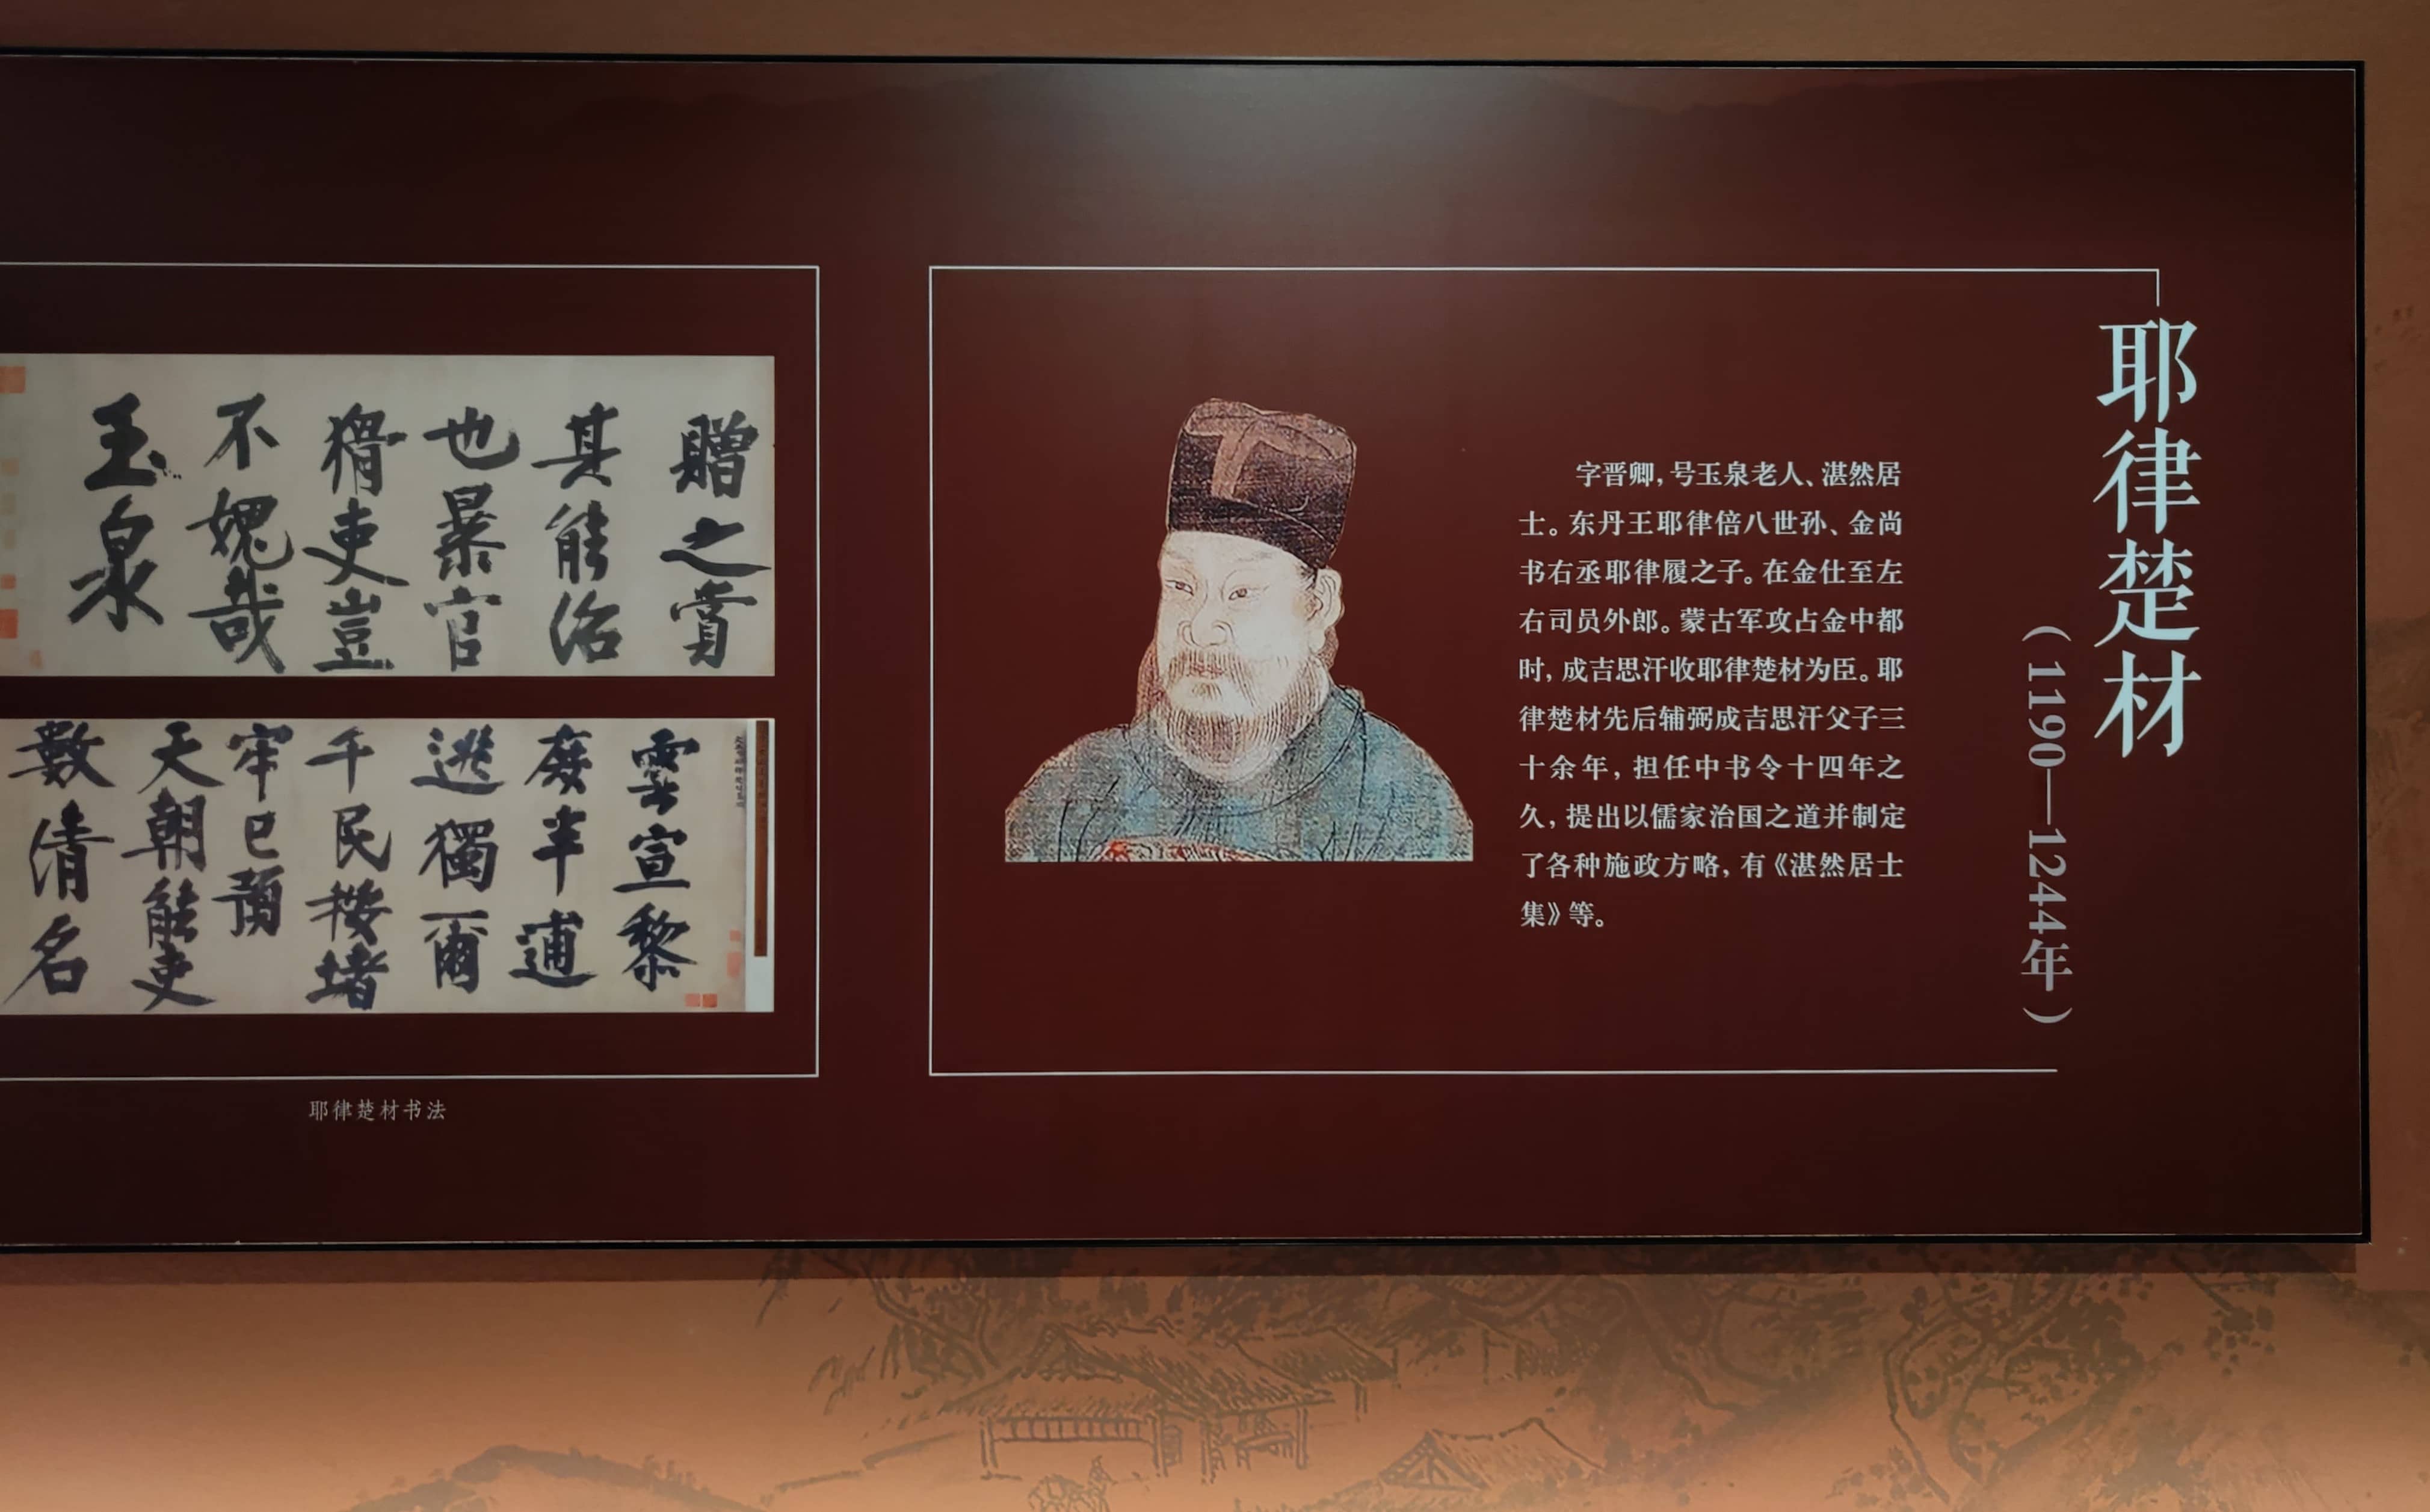 耶律楚材
（1190—1244年）
字晋卿，号玉泉老人、湛然居
士。东丹王耶律倍八世孙、金尚
书右丞耶律履之子。在金仕至左
右司员外郎。蒙古军攻占金中都
时，成吉思汗收耶律楚材为臣。耶
律楚材先后辅弼成吉思汗父子三
十余年，担任中书令十四年之
久，提出以儒家治国之道并制定
了各种施政方略，有《湛然居士
集》等。
贈之賞
其能治
也暴官
猾吏豈
不媿哉
玉泉
雲宣黎
庶半逋
逃獨爾
千民按堵
牢已預
天朝能吏
數清名
耶律楚材书法